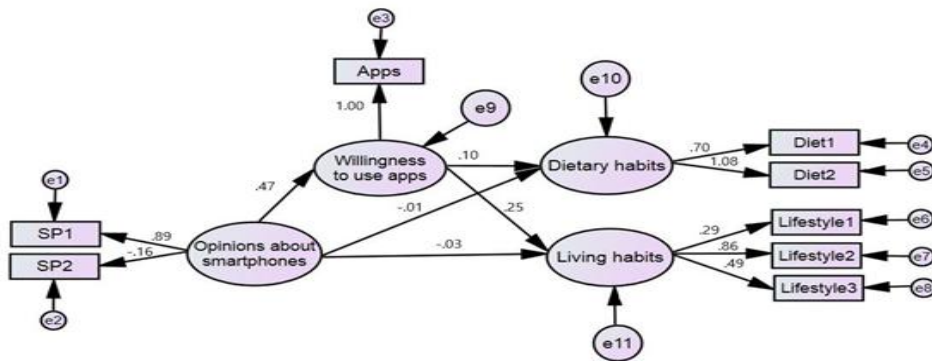 e3
Apps
e10
1.00
e9
Willingness
to use apps
.10
Dietary habits
.70
1.08
Diet1
e4
Diet2
e5
e1
.47
-.01
.25
SP1
.89
SP2
-.16
Opinions about
smartphones
-.03
Living habits
.29
.86
.49
Lifestyle1
e6
Lifestyle2
e7
Lifestyle3
e8
e2
e11